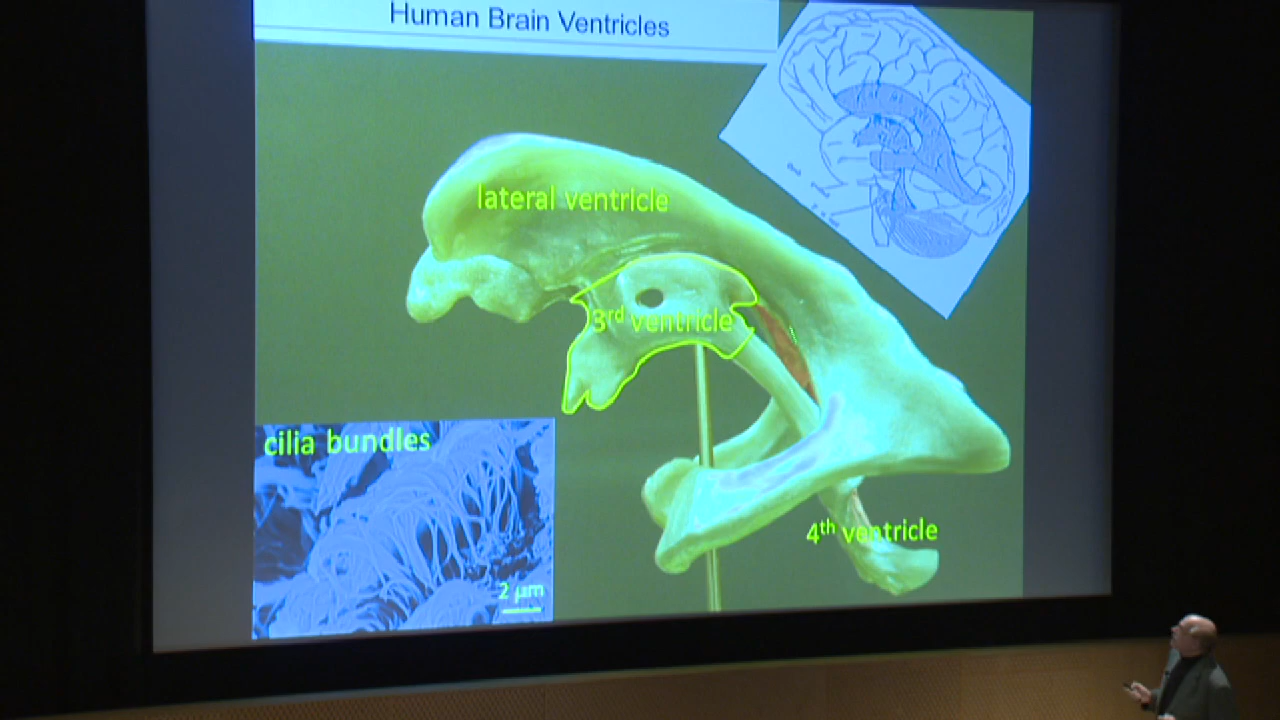 Human Brain Ventricles
lateral ventricle
3rd ventricle
cilia bundles
2 µm
4th ventricle